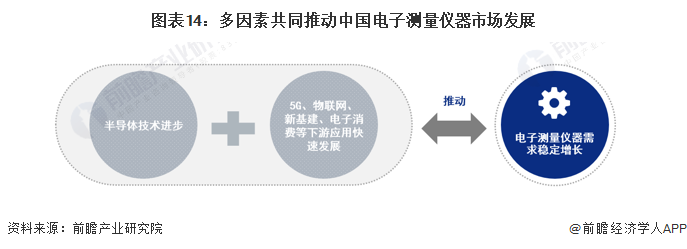 图表14：多因素共同推动中国电子测量仪器市场发展
半导体技术进步
5G、物联网、
新基建、电子消
费等下游应用快
速发展
推动
电子测量仪器需
求稳定增长
资料来源：前瞻产业研究院
@前瞻经济学人APP